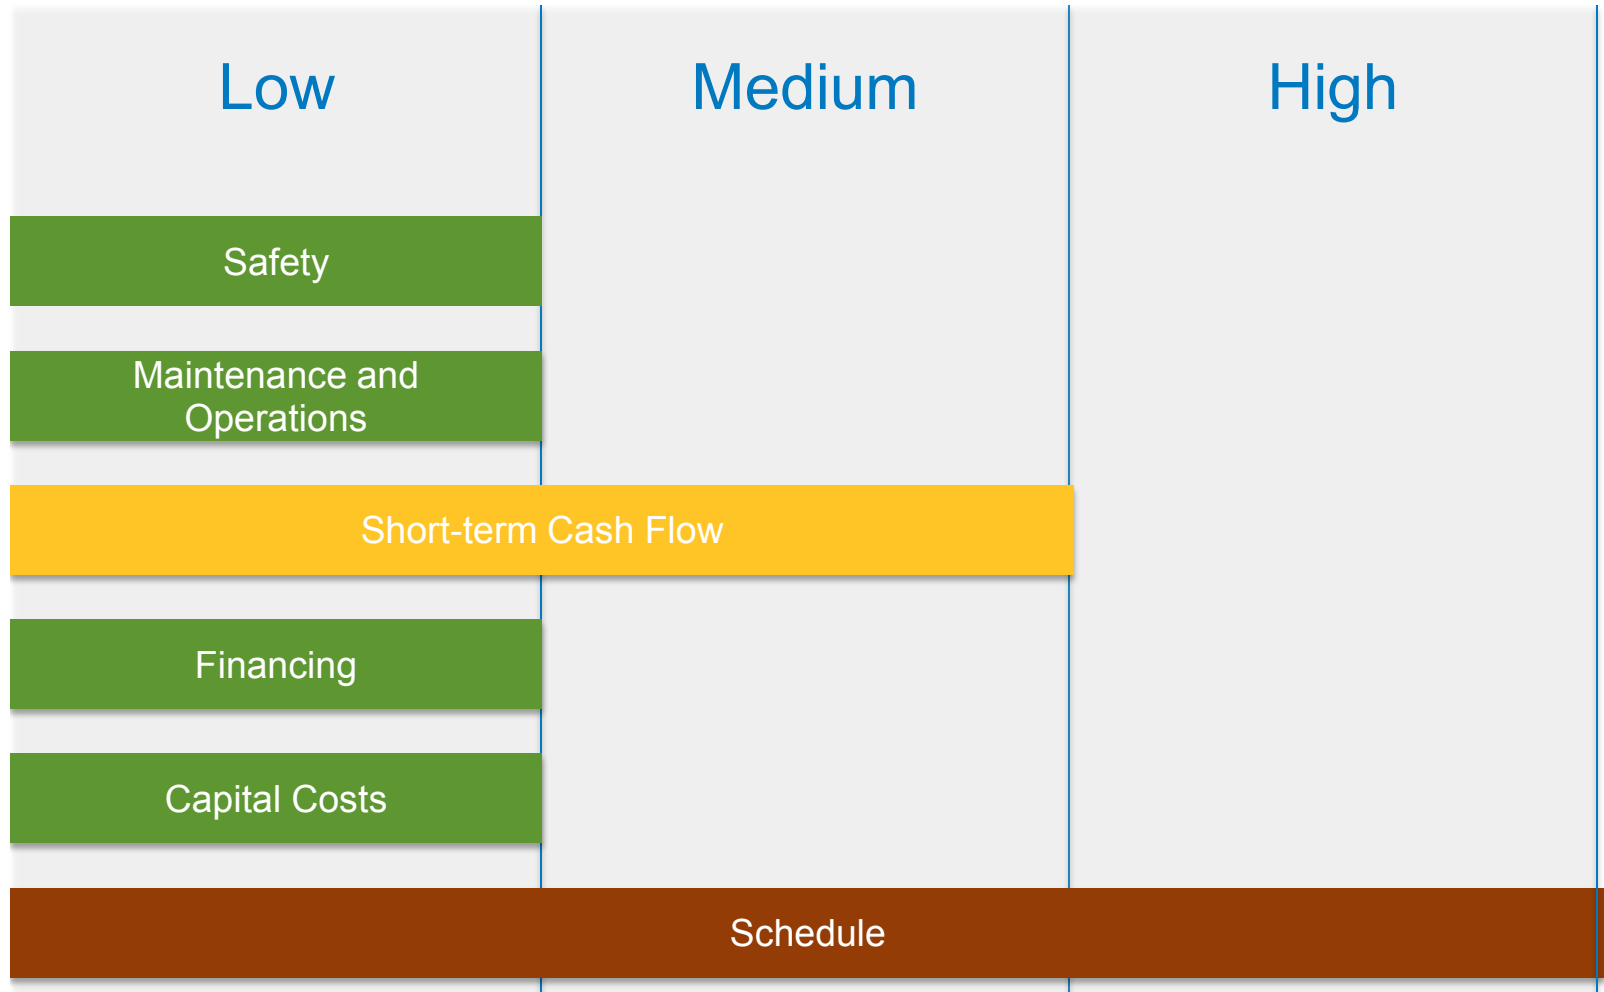 Low
Medium
High
Safety
Maintenance and
Operations
Short-term Cash Flow
Financing
Capital Costs
Schedule